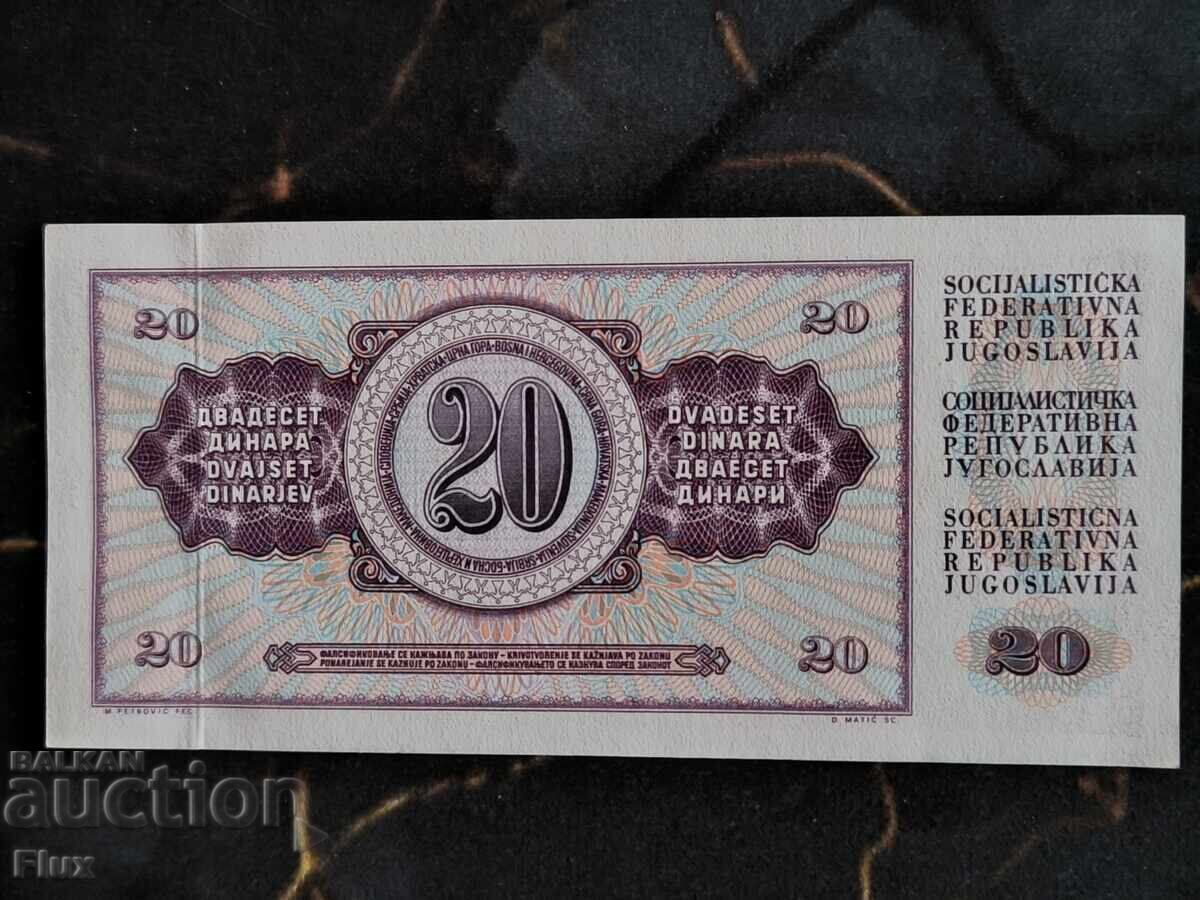 20
20
ДВАДЕСЕТ
ДИНАРА
DVAJSET
DINARJEV
20
DVADESET
DINARA
ДВАЕСЕТ
ДИНАРИ
20
20
ФАЛСИФИКОВАЊЕ СЕ КАЖЊАВА ПО ЗАКОНУ – KRIVOTVORENJE SE KAŽNJAVA PO ZAKONU
PONAREJANJE SE KAZNUJE PO ZAKONU – ФАЛСИФИКУВАЊЕТО СЕ КАЗНУВА СПОРЕД ЗАКОНОТ
M. PETROVIĆ FEC.
D. MATIĆ SC.
SOCIJALISTIČKA
FEDERATIVNA
REPUBLIKA
JUGOSLAVIJA
СОЦИЈАЛИСТИЧКА
ФЕДЕРАТИВНА
РЕПУБЛИКА
ЈУГОСЛАВИЈА
SOCIALISTIČNA
FEDERATIVNA
REPUBLIKA
JUGOSLAVIJA
20
BALKAN
auction
Flux